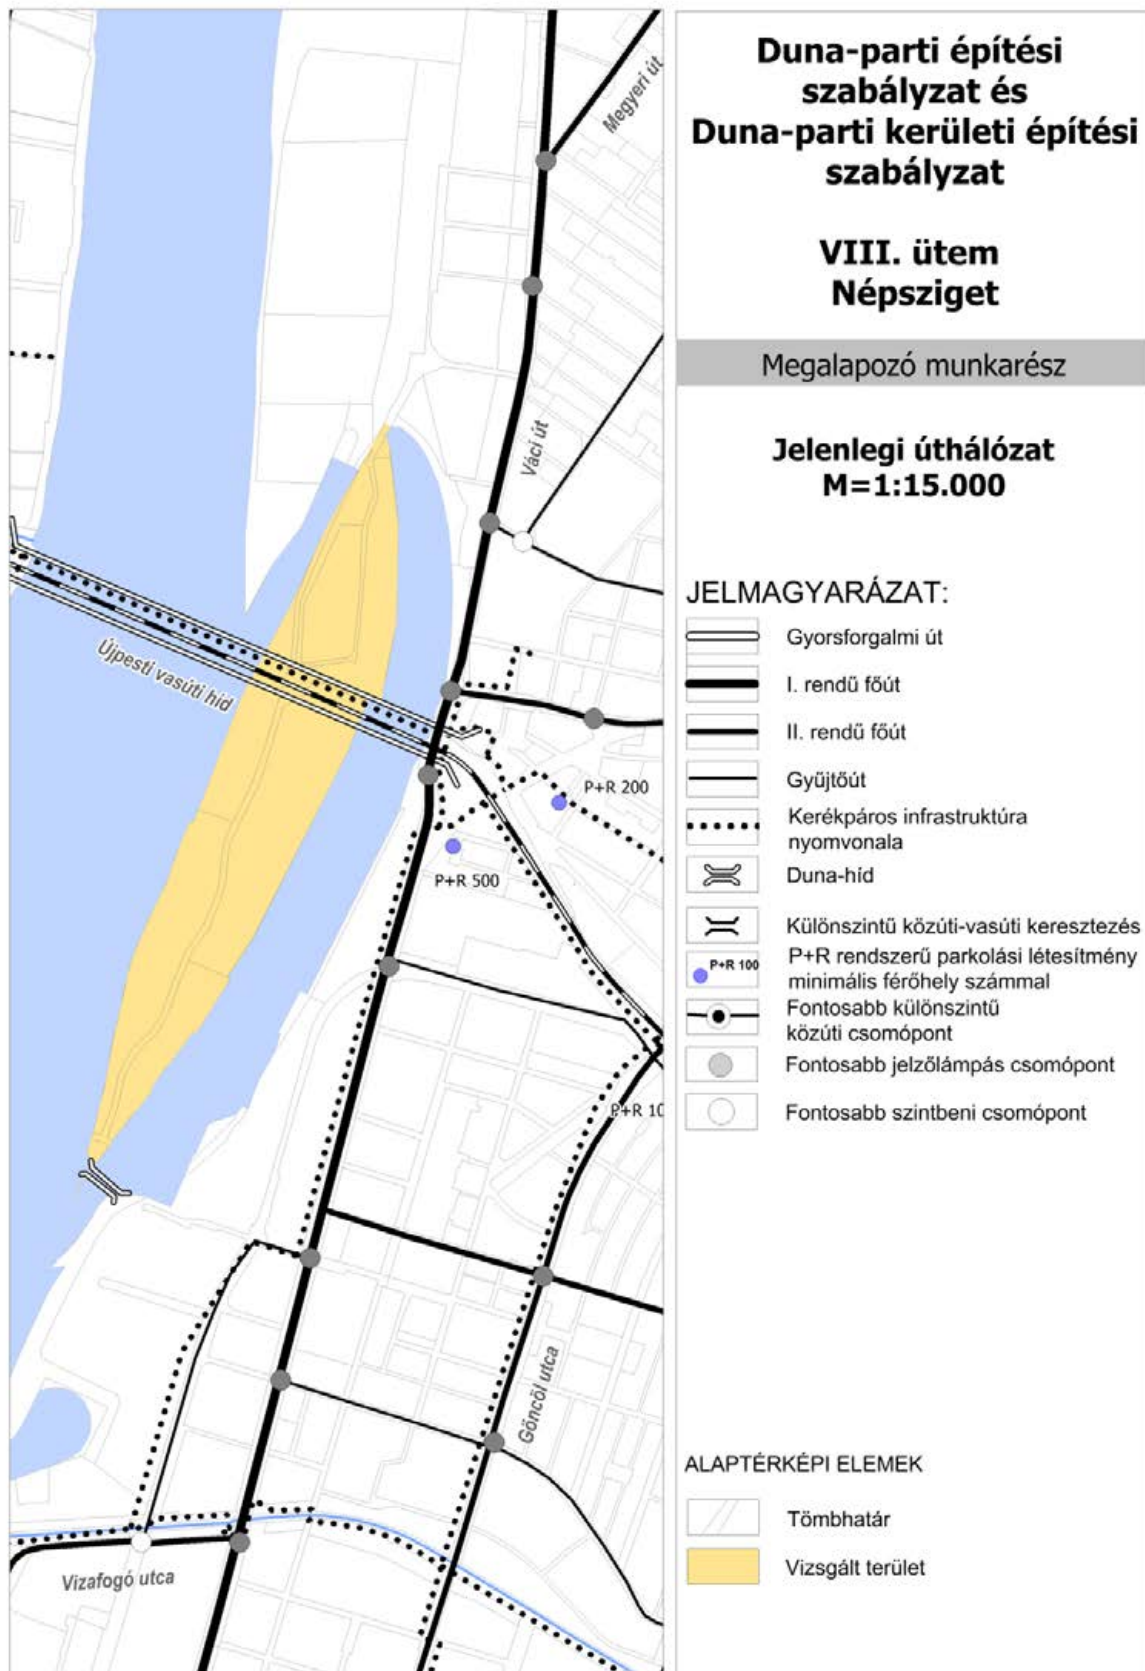 Megyeri út
Váci út
Újpesti vasúti híd
P+R 200
P+R 500
P+R 10
Göncöl utca
Vizafogó utca
Duna-parti építési
szabályzat és
Duna-parti kerületi építési
szabályzat
VIII. ütem
Népsziget
Megalapozó munkarész
Jelenlegi úthálózat
M=1:15.000
JELMAGYARÁZAT:
Gyorsforgalmi út
I. rendű főút
II. rendű főút
Gyűjtőút
Kerékpáros infrastruktúra
nyomvonala
Duna-híd
Különszintű közúti-vasúti keresztezés
P+R 100
P+R rendszerű parkolási létesítmény
minimális férőhely számmal
Fontosabb különszintű
közúti csomópont
Fontosabb jelzőlámpás csomópont
Fontosabb szintbeni csomópont
ALAPTÉRKÉPI ELEMEK
Tömbhatár
Vizsgált terület